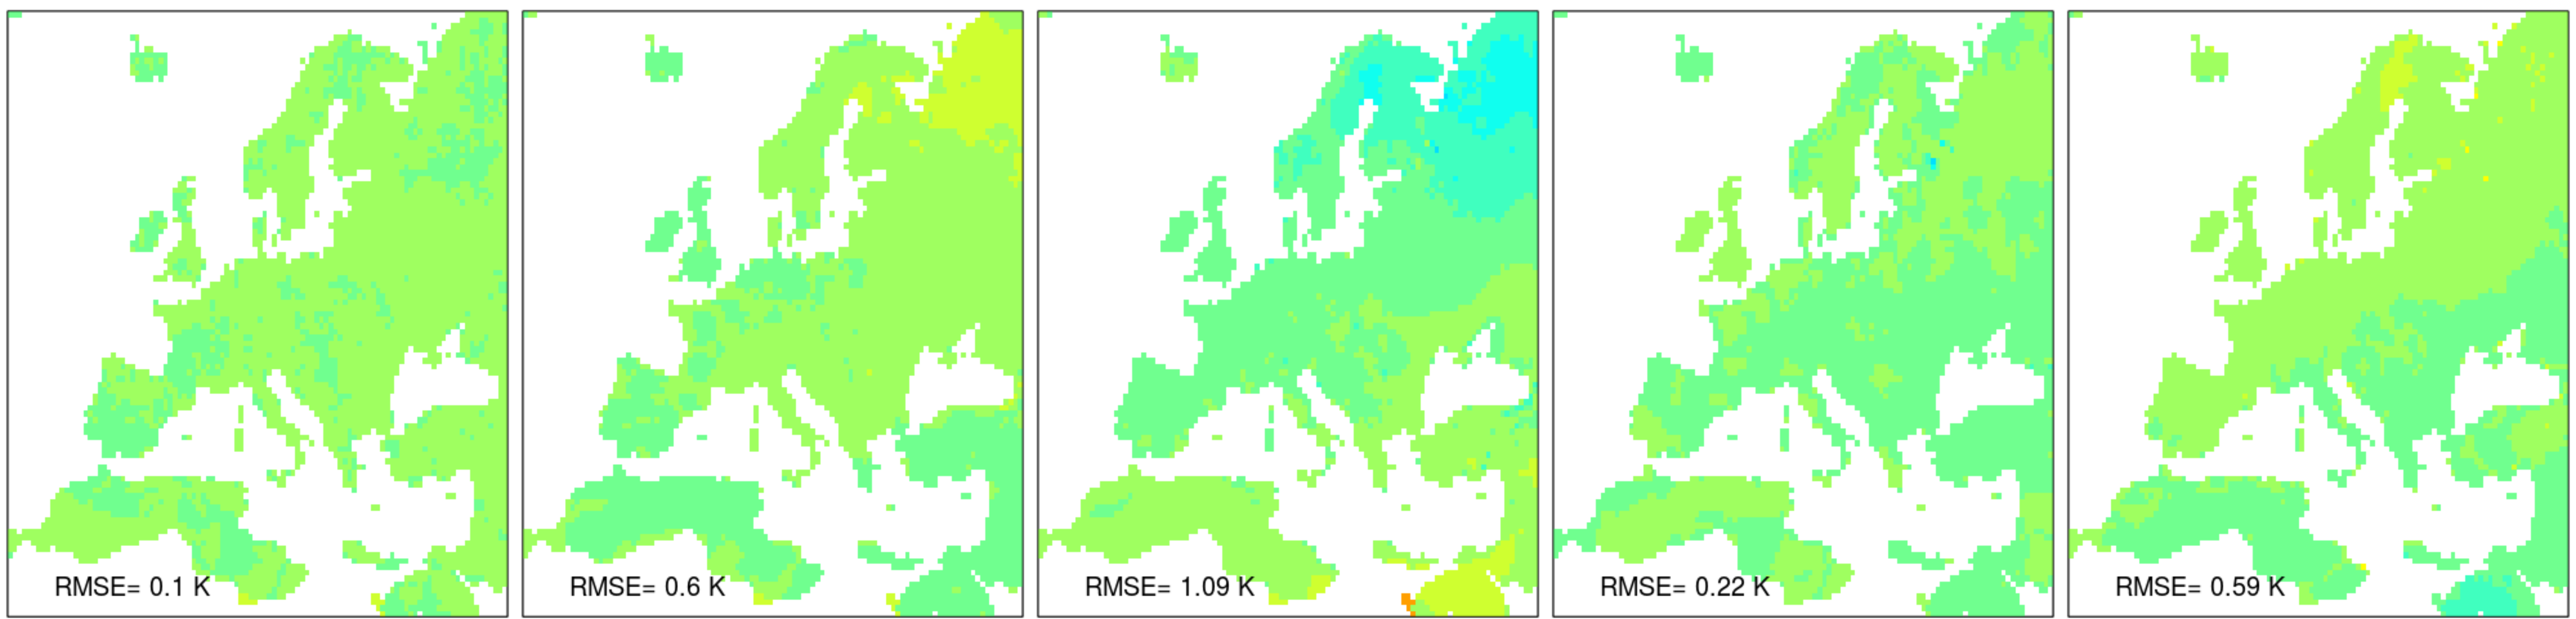 RMSE= 0.1 K
RMSE= 0.6 K
RMSE= 1.09 K
RMSE= 0.22 K
RMSE= 0.59 K